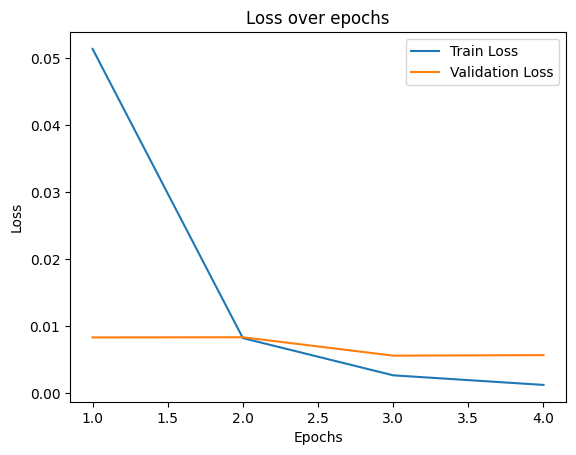 Loss over epochs
Train Loss
Validation Loss
0.05
0.04
0.03
0.02
0.01
0.00
Loss
1.0 1.5 2.0 2.5 3.0 3.5 4.0
Epochs